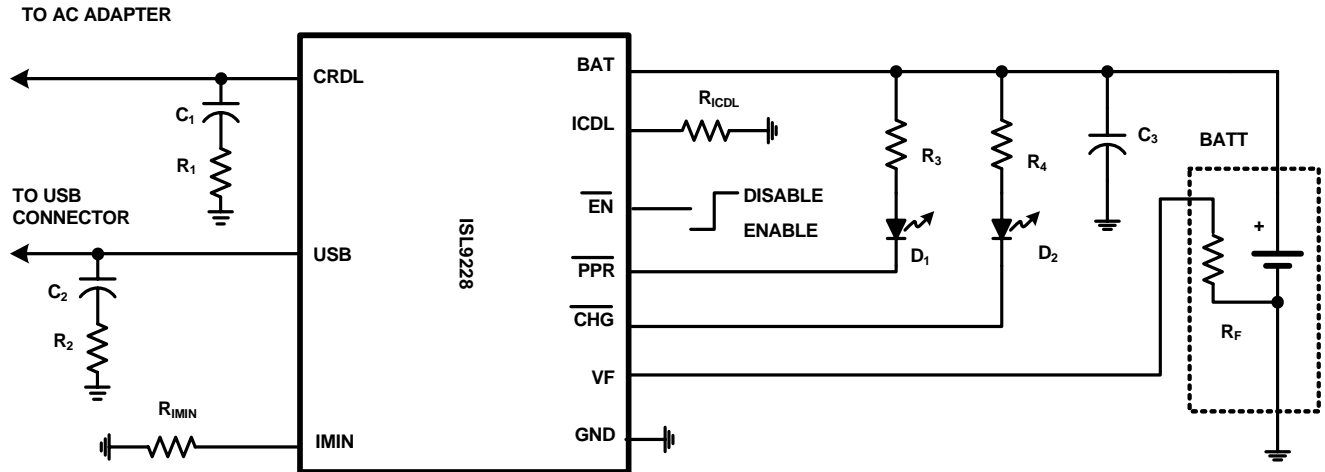 TO AC ADAPTER
CRDL
C1
R1
TO USB
CONNECTOR
USB
C2
R2
RIMIN
IMIN
ISL9228
BAT
ICDL
RICDL
EN
DISABLE
ENABLE
PPR
CHG
VF
GND
R3
D1
R4
D2
C3
BATT
+
RF